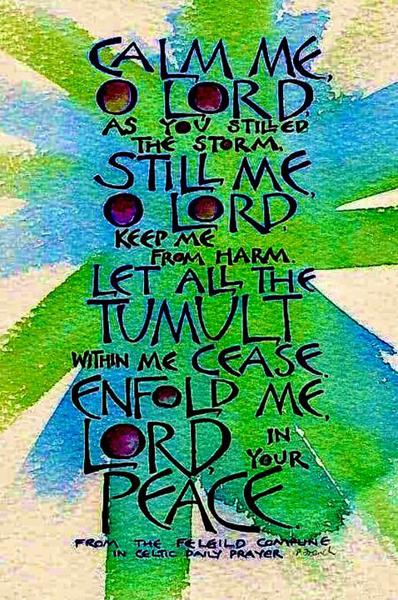 CALM ME,
O LORD,
AS YOU STILLED
THE STORM.
STILL ME,
O LORD,
KEEP ME
FROM HARM.
LET ALL THE
TUMULT
WITHIN ME CEASE.
ENFOLD ME,
LORD, IN
YOUR
PEACE.
FROM THE FELGILD COMPLINE
IN CELTIC DAILY PRAYER